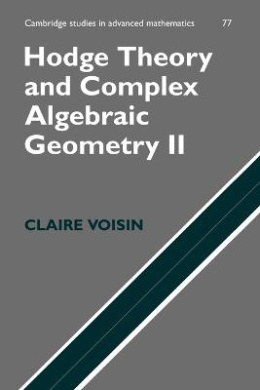 Cambridge studies in advanced mathematics 77
Hodge Theory
and Complex
Algebraic
Geometry II
CLAIRE VOISIN